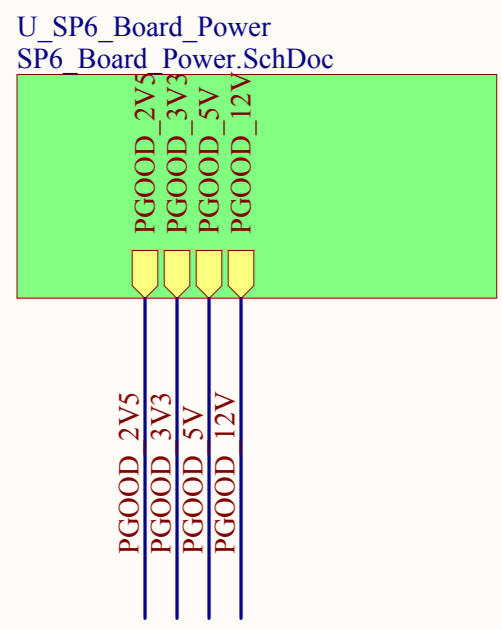 U_SP6_Board_Power
SP6_Board_Power.SchDoc
PGOOD_2V5
PGOOD_3V3
PGOOD_5V
PGOOD_12V
PGOOD_2V5
PGOOD_3V3
PGOOD_5V
PGOOD_12V